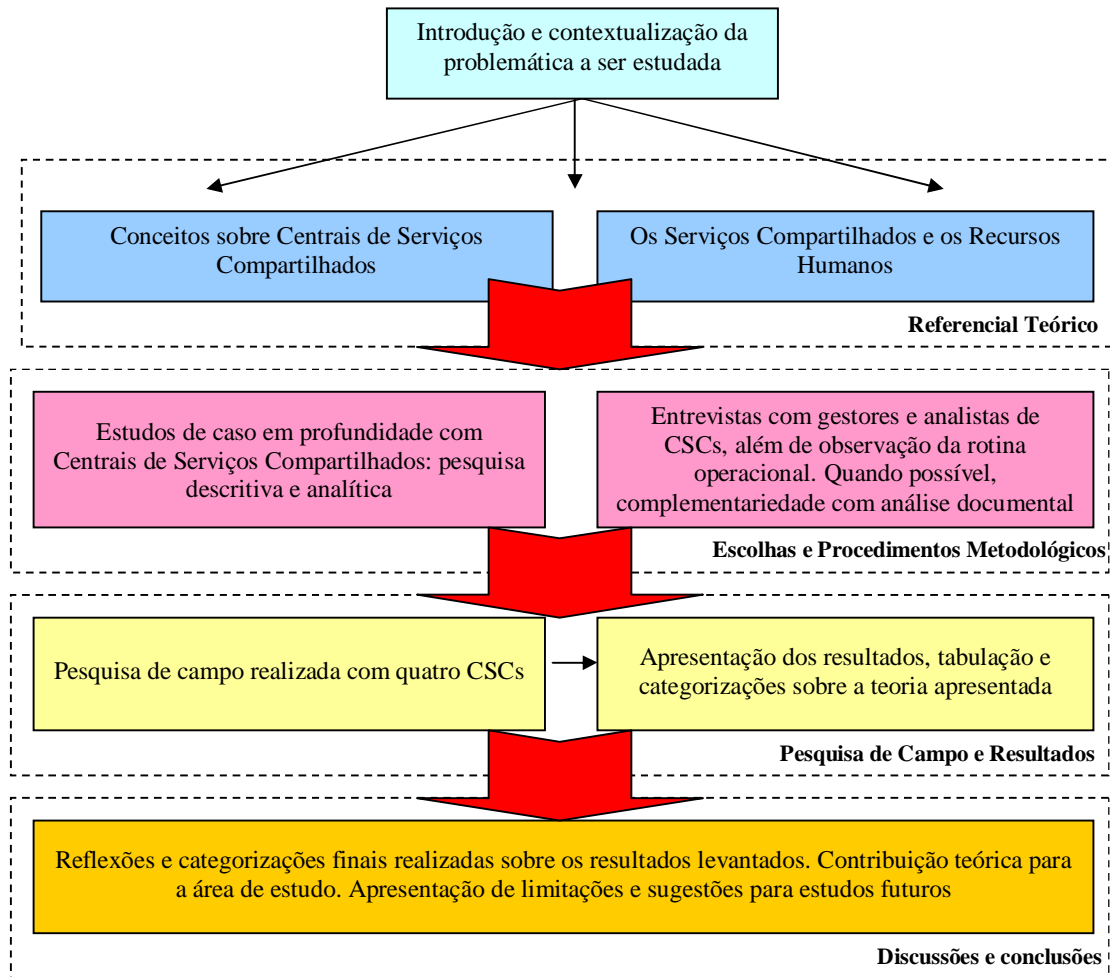 Introdução e contextualização da
problemática a ser estudada
Conceitos sobre Centrais de Serviços
Compartilhados
Os Serviços Compartilhados e os Recursos
Humanos
Referencial Teórico
Estudos de caso em profundidade com
Centrais de Serviços Compartilhados: pesquisa
descritiva e analítica
Entrevistas com gestores e analistas de
CSCs, além de observação da rotina
operacional. Quando possível,
complementariedade com análise documental
Escolhas e Procedimentos Metodológicos
Pesquisa de campo realizada com quatro CSCs
Apresentação dos resultados, tabulação e
categorizações sobre a teoria apresentada
Pesquisa de Campo e Resultados
Reflexões e categorizações finais realizadas sobre os resultados levantados. Contribuição teórica para
a área de estudo. Apresentação de limitações e sugestões para estudos futuros
Discussões e conclusões